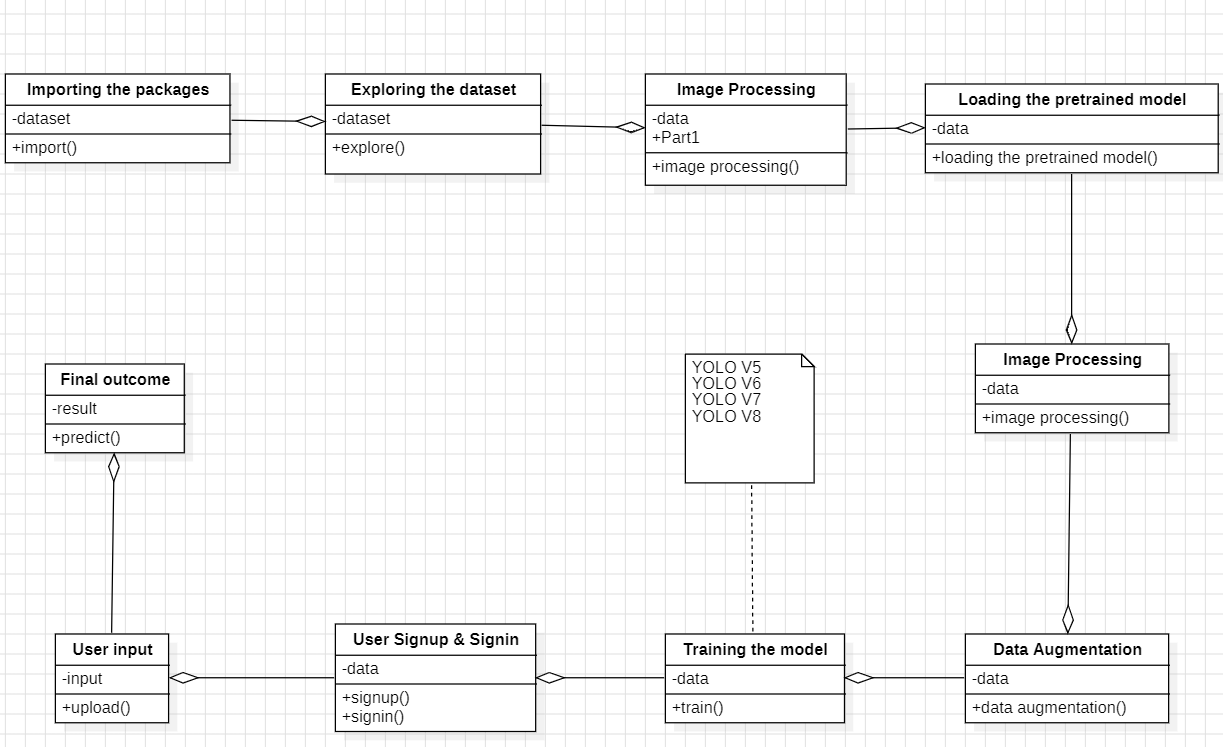 Importing the packages
-dataset
+import()
Exploring the dataset
-dataset
+explore()
Image Processing
-data
+Part1
+image processing()
Loading the pretrained model
-data
+loading the pretrained model()
Image Processing
-data
+image processing()
YOLO V5
YOLO V6
YOLO V7
YOLO V8
Final outcome
-result
+predict()
User input
-input
+upload()
User Signup & Signin
-data
+signup()
+signin()
Training the model
-data
+train()
Data Augmentation
-data
+data augmentation()